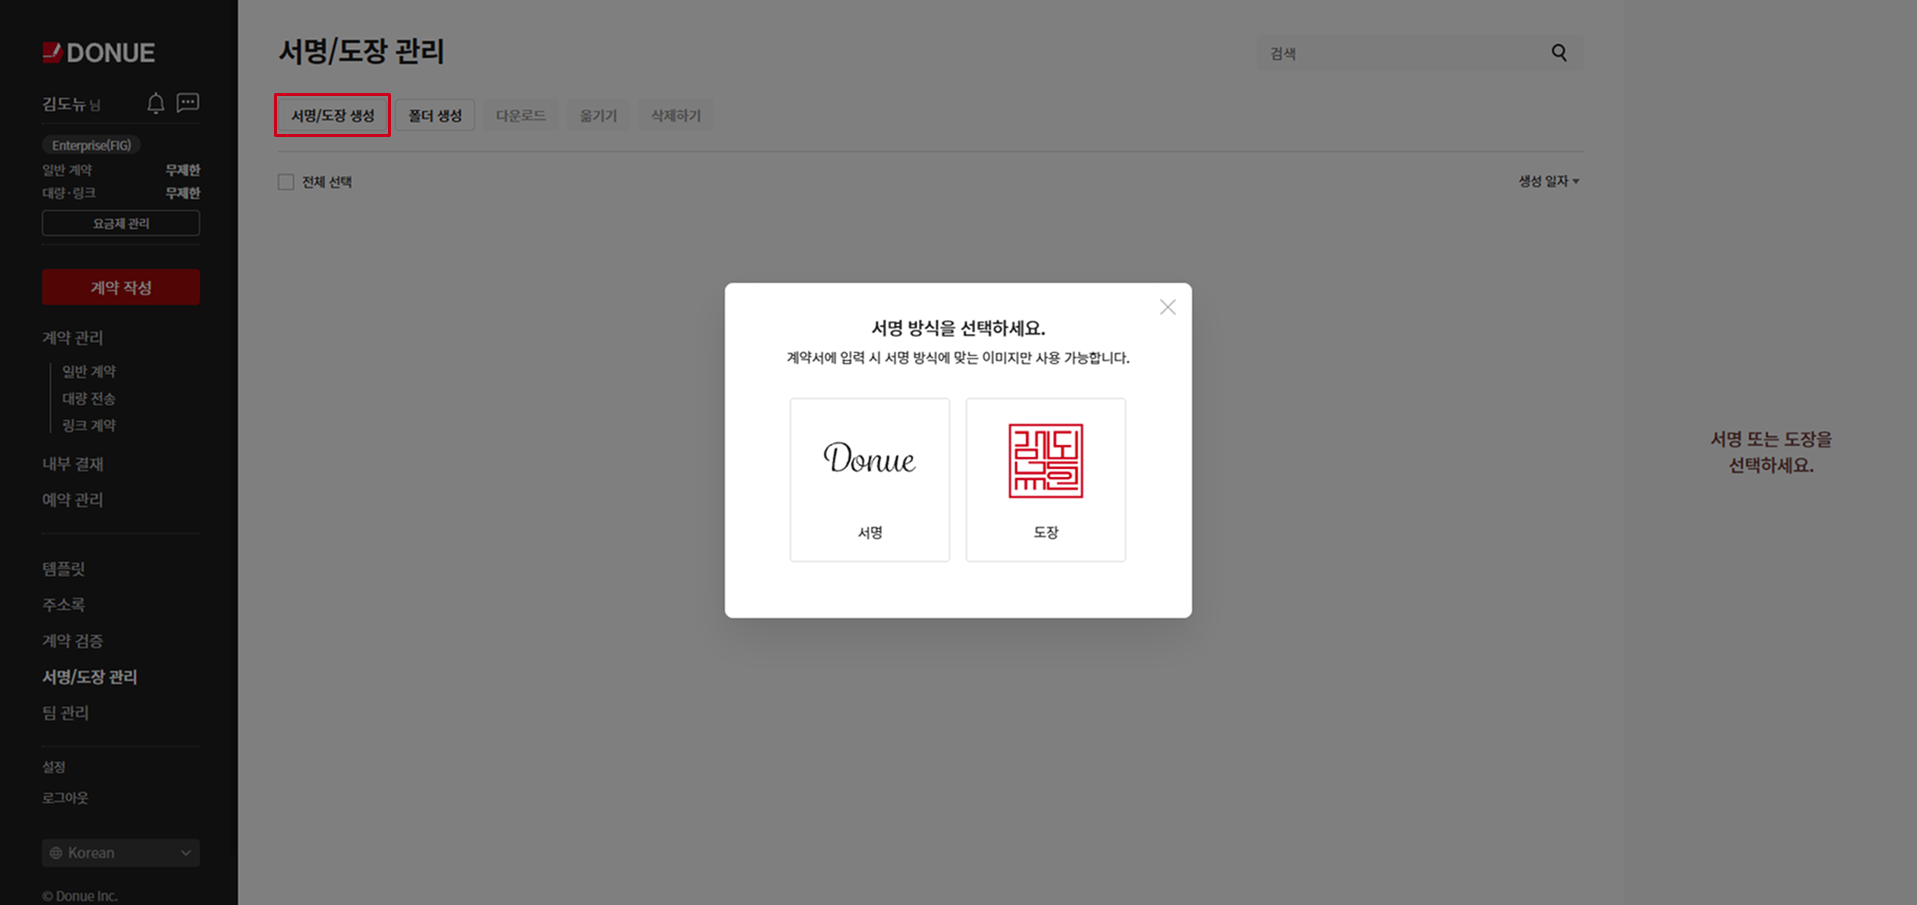 DONUE
김도뉴 님
Enterprise(FIG)
일반 계약 무제한
대량·링크 무제한
요금제 관리
계약 작성
계약 관리
일반 계약
대량 전송
링크 계약
내부 결재
예약 관리
템플릿
주소록
계약 검증
서명/도장 관리
팀 관리
설정
로그아웃
Korean
© Donue Inc.
서명/도장 관리
검색
서명/도장 생성 폴더 생성 다운로드 옮기기 삭제하기
전체 선택 생성 일자
서명 방식을 선택하세요.
계약서에 입력 시 서명 방식에 맞는 이미지만 사용 가능합니다.
Donue
서명
도장
서명 또는 도장을
선택하세요.